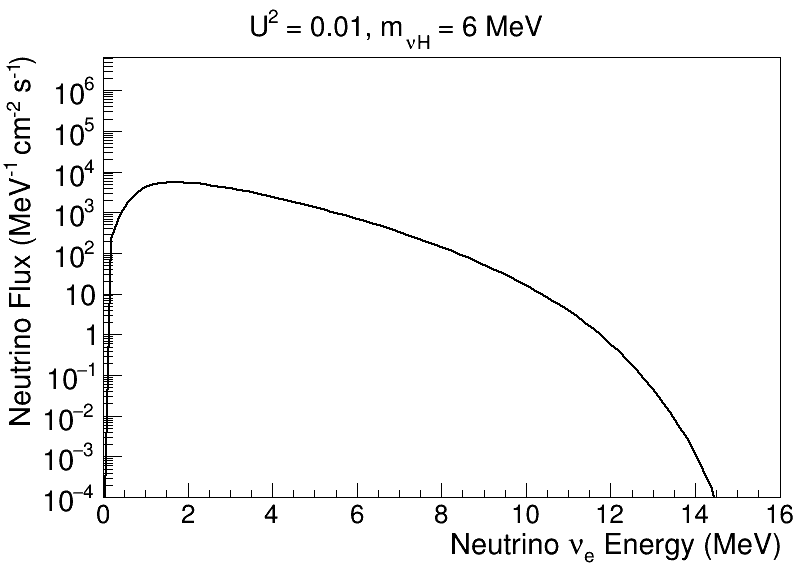 U² = 0.01, m_νH = 6 MeV
Neutrino Flux (MeV⁻¹ cm⁻² s⁻¹)
10⁶
10⁵
10⁴
10³
10²
10
1
10⁻¹
10⁻²
10⁻³
10⁻⁴
0 2 4 6 8 10 12 14 16
Neutrino νₑ Energy (MeV)